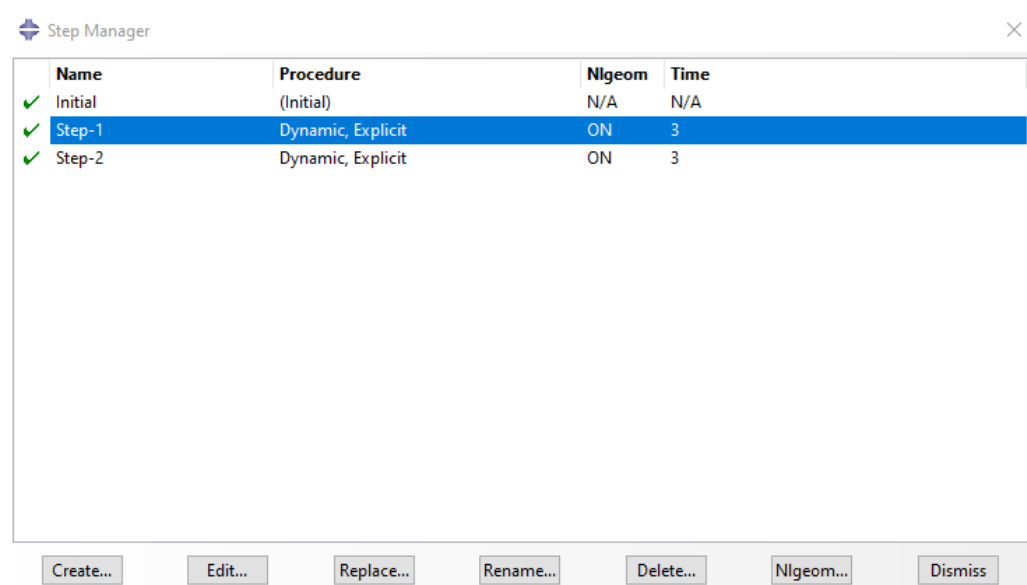 Step Manager
Name Procedure Nlgeom Time
Initial (Initial) N/A N/A
Step-1 Dynamic, Explicit ON 3
Step-2 Dynamic, Explicit ON 3
Create... Edit... Replace... Rename... Delete... Nlgeom... Dismiss